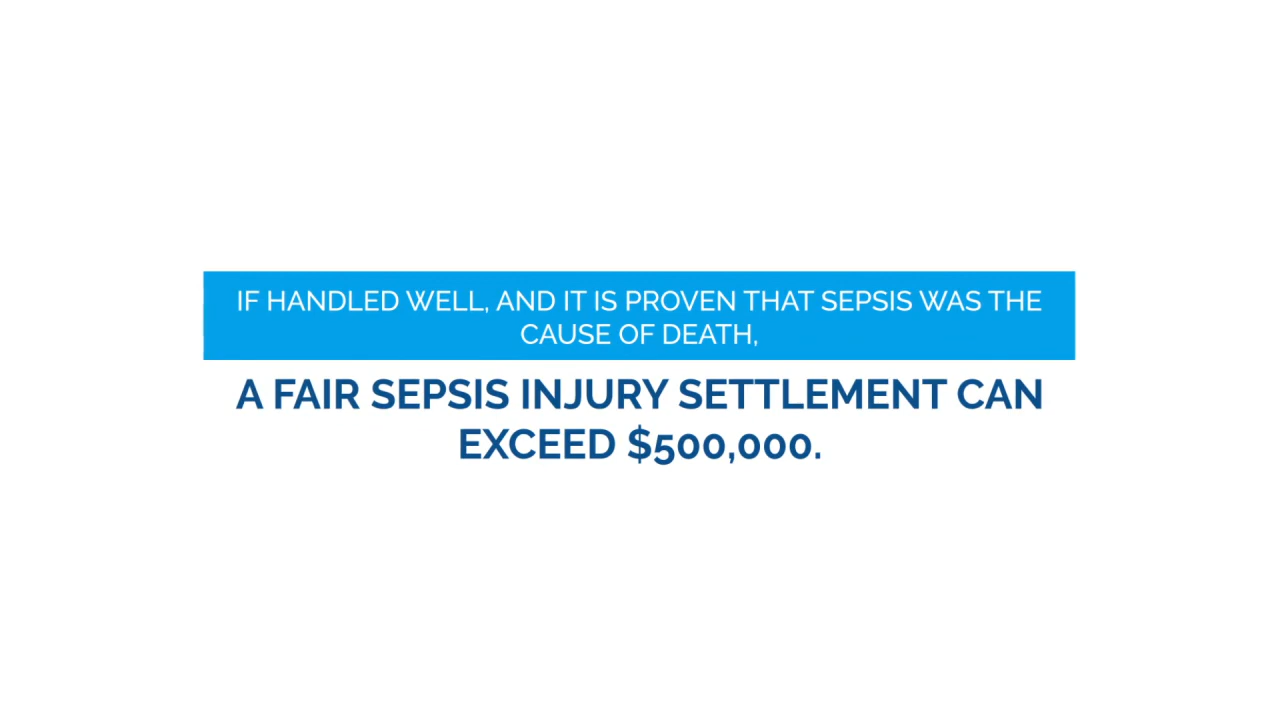 IF HANDLED WELL, AND IT IS PROVEN THAT SEPSIS WAS THE
CAUSE OF DEATH,
A FAIR SEPSIS INJURY SETTLEMENT CAN
EXCEED $500,000.